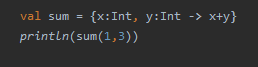 val sum = {x:Int, y:Int -> x+y}
println(sum(1,3))